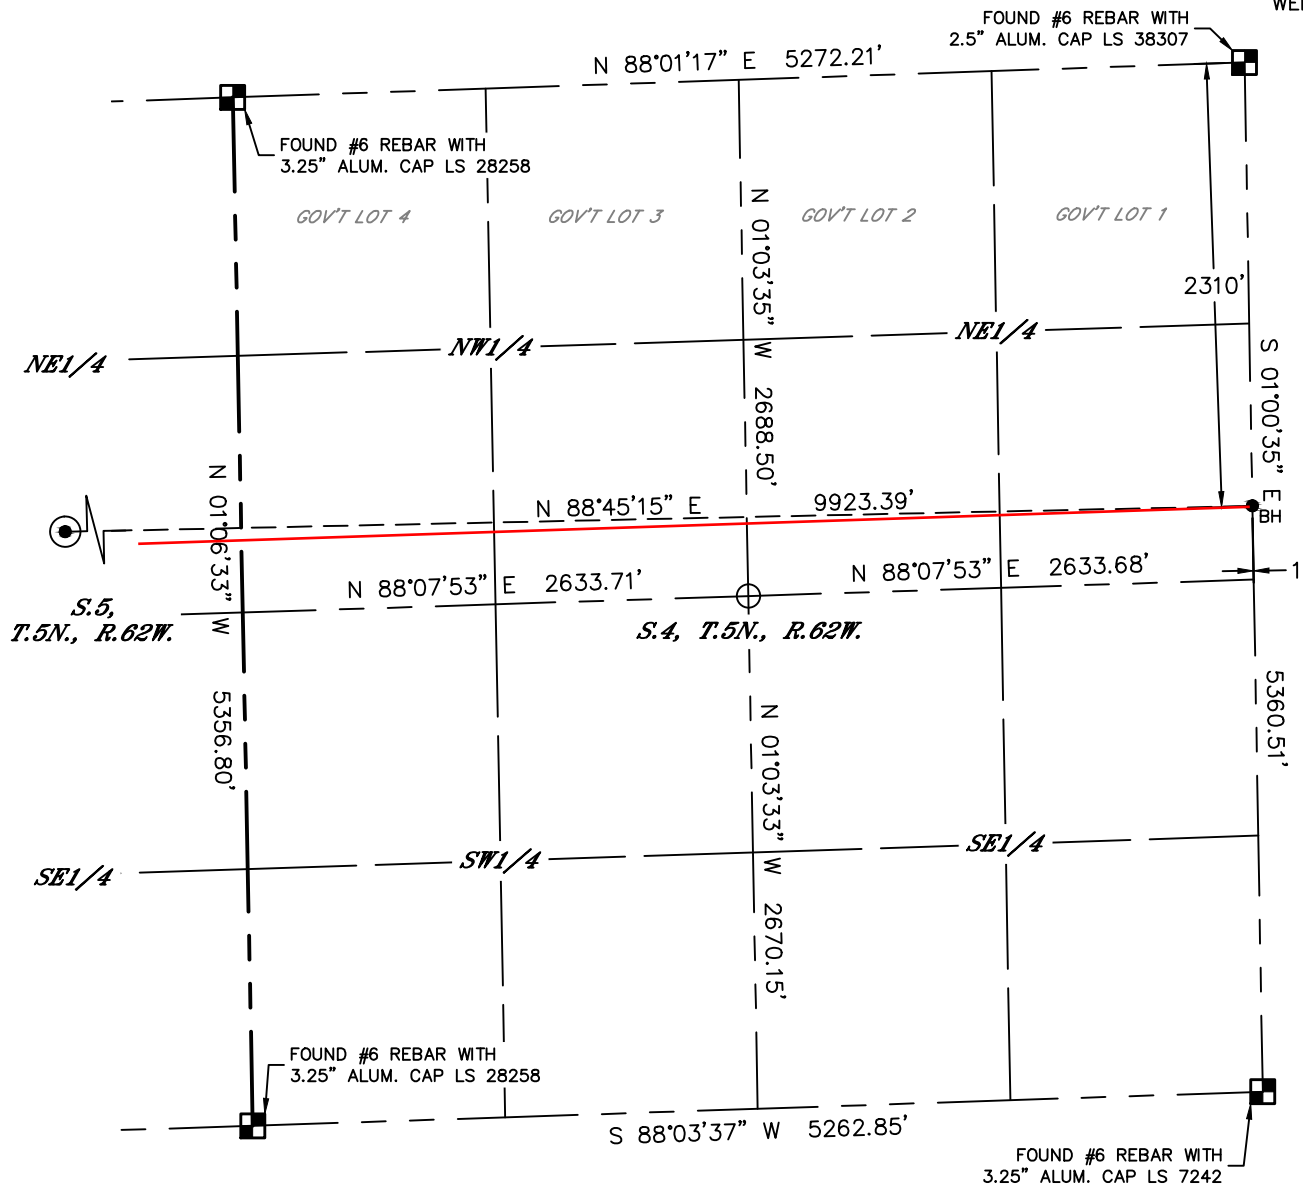 WEL
FOUND #6 REBAR WITH
2.5" ALUM. CAP LS 38307
N 88°01'17" E 5272.21'
FOUND #6 REBAR WITH
3.25" ALUM. CAP LS 28258
GOV'T LOT 4
GOV'T LOT 3
GOV'T LOT 2
GOV'T LOT 1
N 01°03'35" W 2688.50'
2310'
NE1/4
NW1/4
NE1/4
S 01°00'35" E 5360.51'
N 01°06'33" W 5356.80'
N 88°45'15" E 9923.39'
BH
N 88°07'53" E 2633.71'
N 88°07'53" E 2633.68'
1
S.5,
T.5N., R.62W.
S.4, T.5N., R.62W.
N 01°03'33" W 2670.15'
SE1/4
SW1/4
SE1/4
FOUND #6 REBAR WITH
3.25" ALUM. CAP LS 28258
S 88°03'37" W 5262.85'
FOUND #6 REBAR WITH
3.25" ALUM. CAP LS 7242